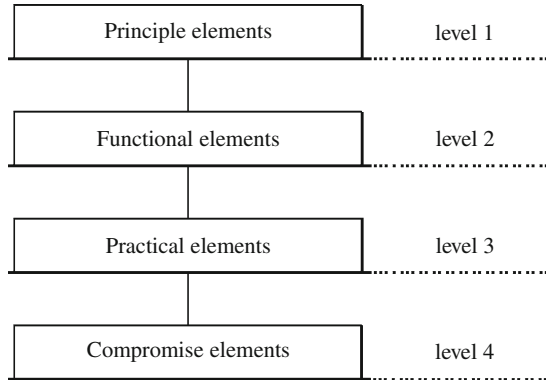 Principle elements level 1
Functional elements level 2
Practical elements level 3
Compromise elements level 4